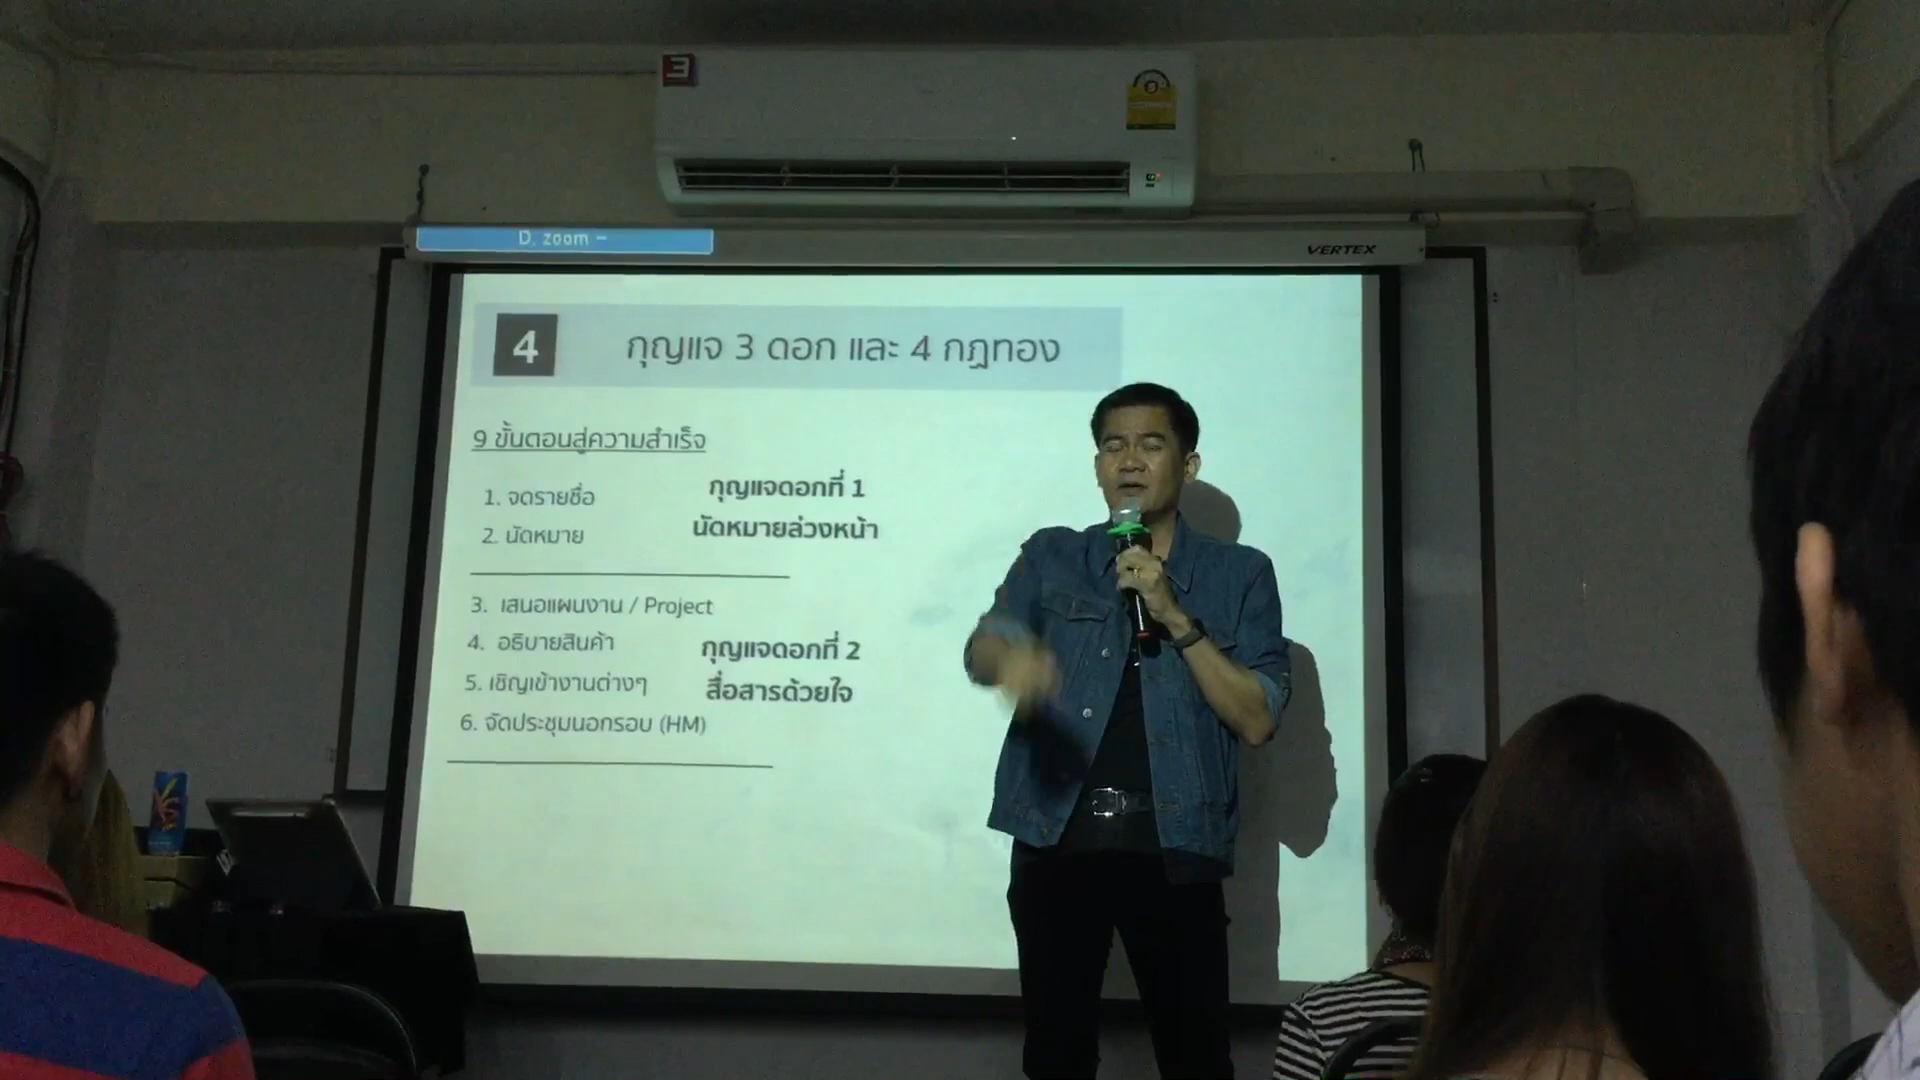 3
D. zoom -
VERTEX
4
กุญแจ 3 ดอก และ 4 กฎทอง
9 ขั้นตอนสู่ความสำเร็จ
1. จดรายชื่อ
2. นัดหมาย
กุญแจดอกที่ 1
นัดหมายล่วงหน้า
3. เสนอแผนงาน / Project
4. อธิบายสินค้า
5. เชิญเข้างานต่างๆ
6. จัดประชุมนอกรอบ (HM)
กุญแจดอกที่ 2
สื่อสารด้วยใจ
XS